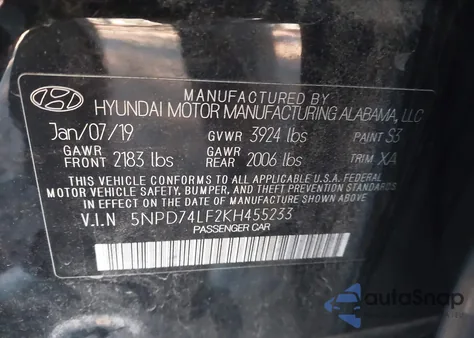 MANUFACTURED BY
HYUNDAI MOTOR MANUFACTURING ALABAMA, LLC
Jan/07/19 GVWR 3924 lbs PAINT S3
GAWR FRONT 2183 lbs GAWR REAR 2006 lbs TRIM XA
THIS VEHICLE CONFORMS TO ALL APPLICABLE U.S.A. FEDERAL
MOTOR VEHICLE SAFETY, BUMPER, AND THEFT PREVENTION STANDARDS
IN EFFECT ON THE DATE OF MANUFACTURE SHOWN ABOVE
V.I.N 5NPD74LF2KH455233
PASSENGER CAR
autoSnap